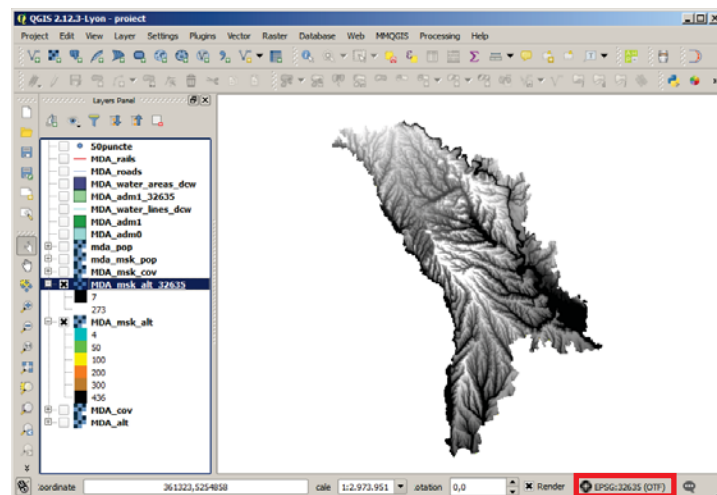 QGIS 2.12.3-Lyon - project
Project Edit View Layer Settings Plugins Vector Raster Database Web MMQGIS Processing Help
Layers Panel
50puncte
MDA_rails
MDA_roads
MDA_water_areas_dcw
MDA_adm1_32635
MDA_water_lines_dcw
MDA_adm1
MDA_adm0
mda_pop
mda_msk_pop
MDA_msk_cov
MDA_msk_alt_32635
7
273
MDA_msk_alt
4
50
100
200
300
436
MDA_cov
MDA_alt
oordinate 361323,5254858 cale 1:2.973.951 otation 0,0 Render EPSG:32635 (OTF)